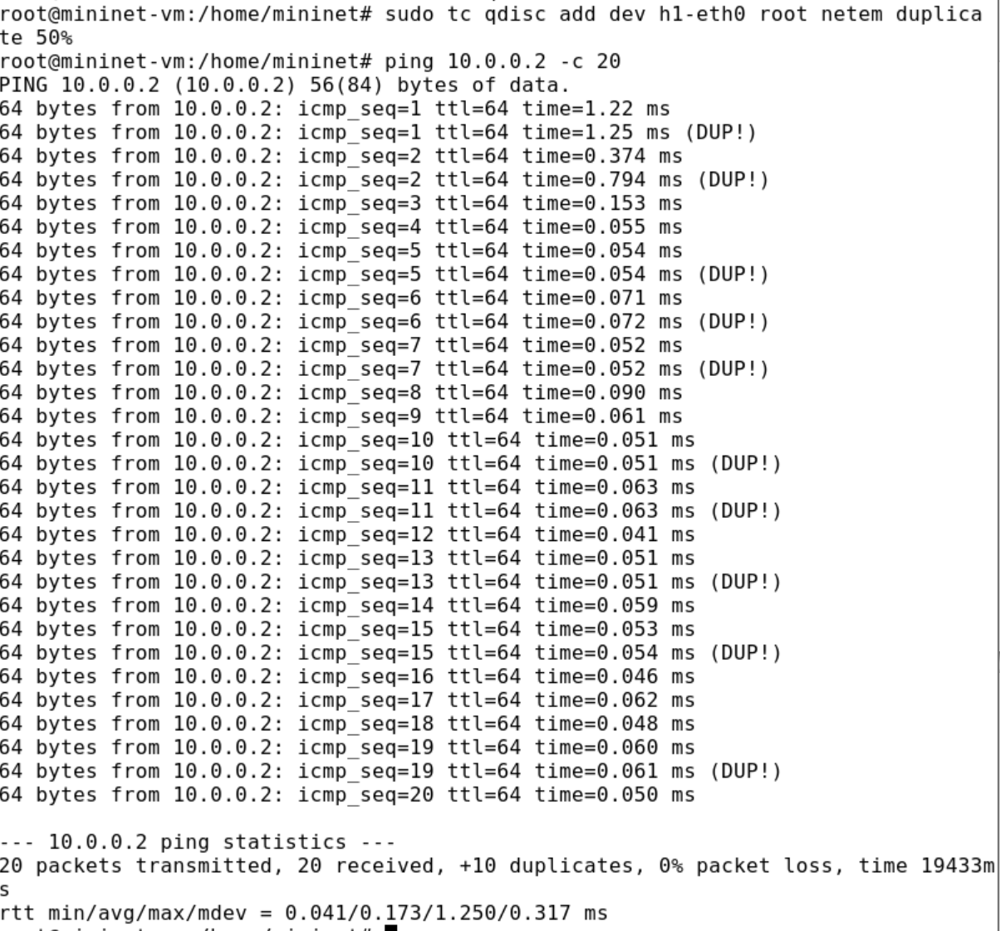 root@mininet-vm:/home/mininet# sudo tc qdisc add dev h1-eth0 root netem duplica
te 50%
root@mininet-vm:/home/mininet# ping 10.0.0.2 -c 20
PING 10.0.0.2 (10.0.0.2) 56(84) bytes of data.
64 bytes from 10.0.0.2: icmp_seq=1 ttl=64 time=1.22 ms
64 bytes from 10.0.0.2: icmp_seq=1 ttl=64 time=1.25 ms (DUP!)
64 bytes from 10.0.0.2: icmp_seq=2 ttl=64 time=0.374 ms
64 bytes from 10.0.0.2: icmp_seq=2 ttl=64 time=0.794 ms (DUP!)
64 bytes from 10.0.0.2: icmp_seq=3 ttl=64 time=0.153 ms
64 bytes from 10.0.0.2: icmp_seq=4 ttl=64 time=0.055 ms
64 bytes from 10.0.0.2: icmp_seq=5 ttl=64 time=0.054 ms
64 bytes from 10.0.0.2: icmp_seq=5 ttl=64 time=0.054 ms (DUP!)
64 bytes from 10.0.0.2: icmp_seq=6 ttl=64 time=0.071 ms
64 bytes from 10.0.0.2: icmp_seq=6 ttl=64 time=0.072 ms (DUP!)
64 bytes from 10.0.0.2: icmp_seq=7 ttl=64 time=0.052 ms
64 bytes from 10.0.0.2: icmp_seq=7 ttl=64 time=0.052 ms (DUP!)
64 bytes from 10.0.0.2: icmp_seq=8 ttl=64 time=0.090 ms
64 bytes from 10.0.0.2: icmp_seq=9 ttl=64 time=0.061 ms
64 bytes from 10.0.0.2: icmp_seq=10 ttl=64 time=0.051 ms
64 bytes from 10.0.0.2: icmp_seq=10 ttl=64 time=0.051 ms (DUP!)
64 bytes from 10.0.0.2: icmp_seq=11 ttl=64 time=0.063 ms
64 bytes from 10.0.0.2: icmp_seq=11 ttl=64 time=0.063 ms (DUP!)
64 bytes from 10.0.0.2: icmp_seq=12 ttl=64 time=0.041 ms
64 bytes from 10.0.0.2: icmp_seq=13 ttl=64 time=0.051 ms
64 bytes from 10.0.0.2: icmp_seq=13 ttl=64 time=0.051 ms (DUP!)
64 bytes from 10.0.0.2: icmp_seq=14 ttl=64 time=0.059 ms
64 bytes from 10.0.0.2: icmp_seq=15 ttl=64 time=0.053 ms
64 bytes from 10.0.0.2: icmp_seq=15 ttl=64 time=0.054 ms (DUP!)
64 bytes from 10.0.0.2: icmp_seq=16 ttl=64 time=0.046 ms
64 bytes from 10.0.0.2: icmp_seq=17 ttl=64 time=0.062 ms
64 bytes from 10.0.0.2: icmp_seq=18 ttl=64 time=0.048 ms
64 bytes from 10.0.0.2: icmp_seq=19 ttl=64 time=0.060 ms
64 bytes from 10.0.0.2: icmp_seq=19 ttl=64 time=0.061 ms (DUP!)
64 bytes from 10.0.0.2: icmp_seq=20 ttl=64 time=0.050 ms
--- 10.0.0.2 ping statistics ---
20 packets transmitted, 20 received, +10 duplicates, 0% packet loss, time 19433m
s
rtt min/avg/max/mdev = 0.041/0.173/1.250/0.317 ms